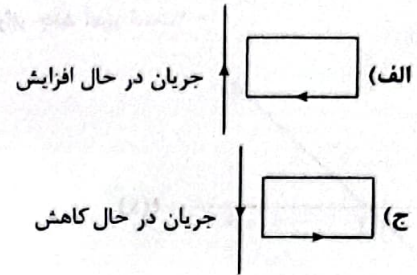 الف)
جریان در حال افزایش
ج)
جریان در حال کاهش